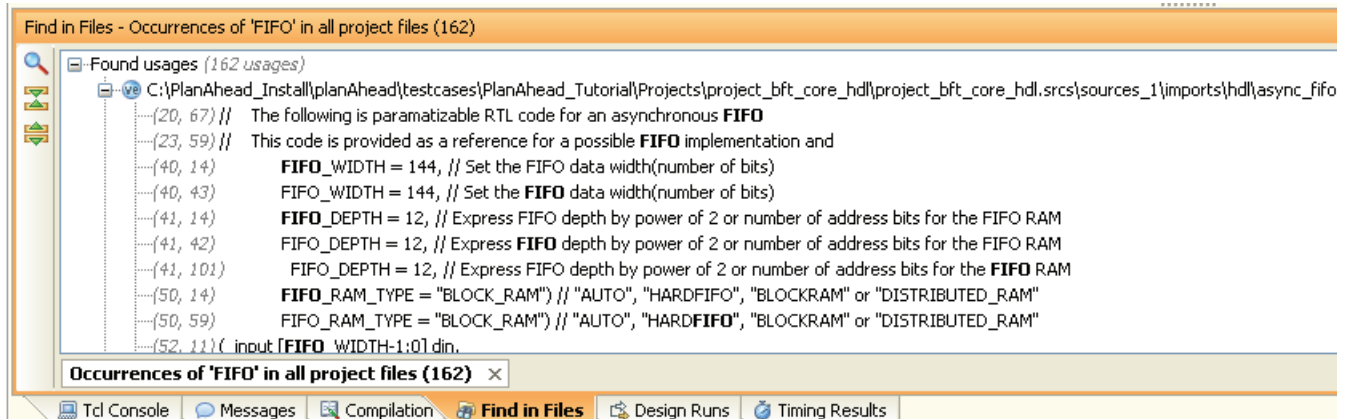 Find in Files - Occurrences of 'FIFO' in all project files (162)
Found usages (162 usages)
C:\PlanAhead_Install\planAhead\testcases\PlanAhead_Tutorial\Projects\project_bft_core_hdl\project_bft_core_hdl.srcs\sources_1\imports\hdl\async_fifo
(20, 67) // The following is paramatizable RTL code for an asynchronous FIFO
(23, 59) // This code is provided as a reference for a possible FIFO implementation and
(40, 14) FIFO_WIDTH = 144, // Set the FIFO data width(number of bits)
(40, 43) FIFO_WIDTH = 144, // Set the FIFO data width(number of bits)
(41, 14) FIFO_DEPTH = 12, // Express FIFO depth by power of 2 or number of address bits for the FIFO RAM
(41, 42) FIFO_DEPTH = 12, // Express FIFO depth by power of 2 or number of address bits for the FIFO RAM
(41, 101) FIFO_DEPTH = 12, // Express FIFO depth by power of 2 or number of address bits for the FIFO RAM
(50, 14) FIFO_RAM_TYPE = "BLOCK_RAM") // "AUTO", "HARDFIFO", "BLOCKRAM" or "DISTRIBUTED_RAM"
(50, 59) FIFO_RAM_TYPE = "BLOCK_RAM") // "AUTO", "HARDFIFO", "BLOCKRAM" or "DISTRIBUTED_RAM"
(52, 11) ( input [FIFO_WIDTH-1:0] din,
Occurrences of 'FIFO' in all project files (162)
Tcl Console Messages Compilation Find in Files Design Runs Timing Results